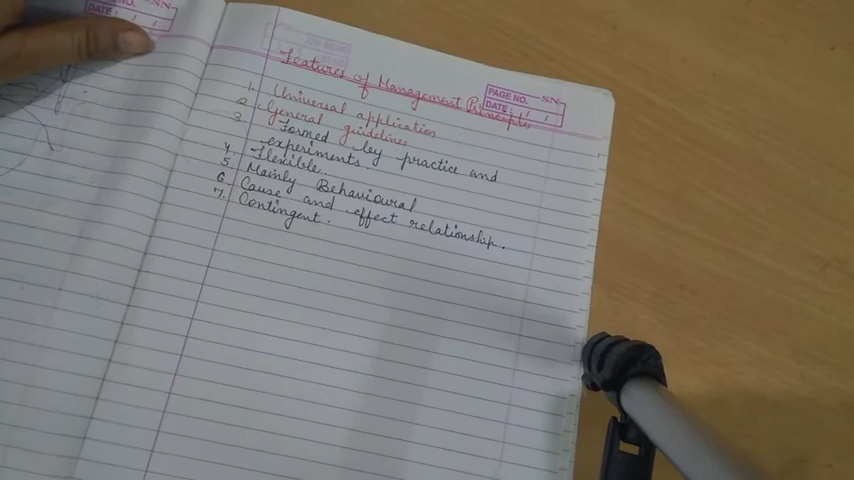 Features of Management Principles
PAGE NO.
DATE: / /
1. Universal application
2. General guidelines
3. Formed by practice and
experiments.
4. Flexible.
5. Mainly Behavioural
6. Cause and effect relationship.
7. Contingent.
DATE: / /